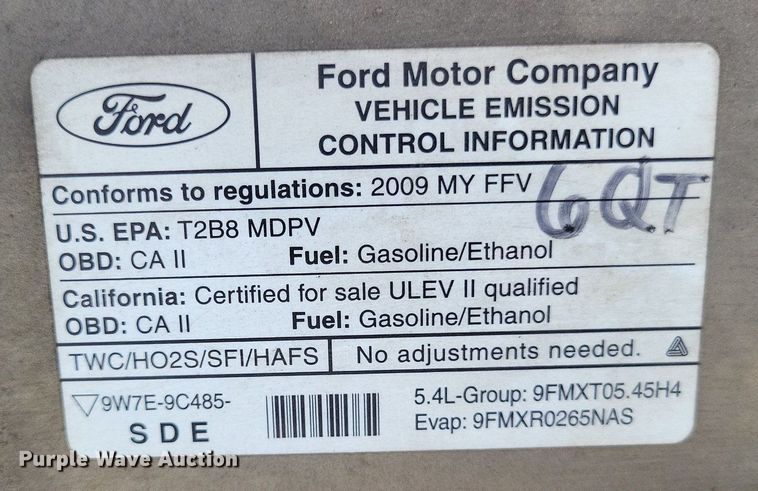 Ford
Ford Motor Company
VEHICLE EMISSION
CONTROL INFORMATION
Conforms to regulations: 2009 MY FFV
6 QT
U.S. EPA: T2B8 MDPV
OBD: CA II Fuel: Gasoline/Ethanol
California: Certified for sale ULEV II qualified
OBD: CA II Fuel: Gasoline/Ethanol
TWC/HO2S/SFI/HAFS No adjustments needed.
9W7E-9C485-
SDE
5.4L-Group: 9FMXT05.45H4
Evap: 9FMXR0265NAS
Purple Wave Auction